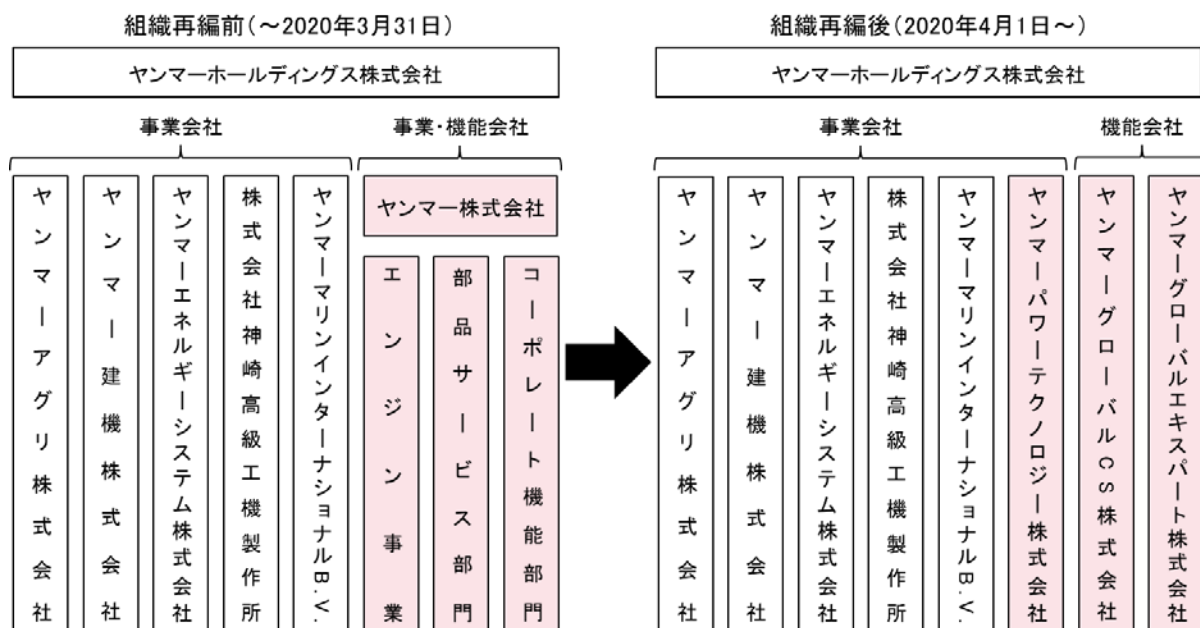 組織再編前（～2020年3月31日）
ヤンマーホールディングス株式会社
事業会社
事業・機能会社
ヤンマーアグリ株式会社
ヤンマー建機株式会社
ヤンマーエネルギーシステム株式会社
株式会社神崎高級工機製作所
ヤンマーマリンインターナショナルB.V.
ヤンマー株式会社
エンジン事業
部品サービス部門
コーポレート機能部門
組織再編後（2020年4月1日～）
ヤンマーホールディングス株式会社
事業会社
機能会社
ヤンマーアグリ株式会社
ヤンマー建機株式会社
ヤンマーエネルギーシステム株式会社
株式会社神崎高級工機製作所
ヤンマーマリンインターナショナルB.V.
ヤンマーパワーテクノロジー株式会社
ヤンマーグローバルCS株式会社
ヤンマーグローバルエキスパート株式会社